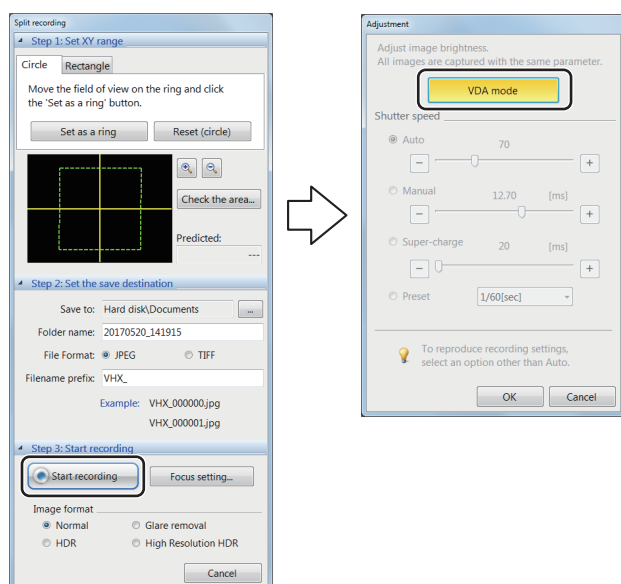 Split recording
Step 1: Set XY range
Circle Rectangle
Move the field of view on the ring and click
the 'Set as a ring' button.
Set as a ring Reset (circle)
Check the area...
Predicted:
---
Step 2: Set the save destination
Save to: Hard disk\Documents ...
Folder name: 20170520_141915
File Format: JPEG TIFF
Filename prefix: VHX_
Example: VHX_000000.jpg
VHX_000001.jpg
Step 3: Start recording
Start recording Focus setting...
Image format
Normal Glare removal
HDR High Resolution HDR
Cancel
Adjustment
Adjust image brightness.
All images are captured with the same parameter.
VDA mode
Shutter speed
Auto 70
− +
Manual 12.70 [ms]
− +
Super-charge 20 [ms]
− +
Preset 1/60[sec]
To reproduce recording settings,
select an option other than Auto.
OK Cancel